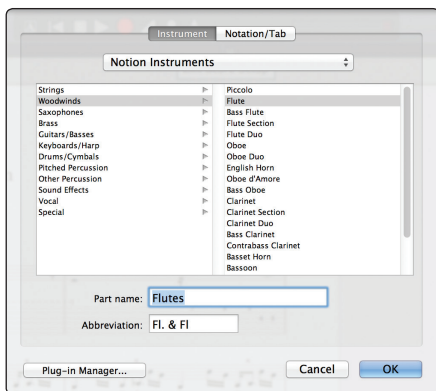 Instrument Notation/Tab
Notion Instruments
Strings
Woodwinds
Saxophones
Brass
Guitars/Basses
Keyboards/Harp
Drums/Cymbals
Pitched Percussion
Other Percussion
Sound Effects
Vocal
Special
Piccolo
Flute
Bass Flute
Flute Section
Flute Duo
Oboe
Oboe Duo
English Horn
Oboe d'Amore
Bass Oboe
Clarinet
Clarinet Section
Clarinet Duo
Bass Clarinet
Contrabass Clarinet
Basset Horn
Bassoon
Part name: Flutes
Abbreviation: Fl. & Fl
Plug-in Manager... Cancel OK